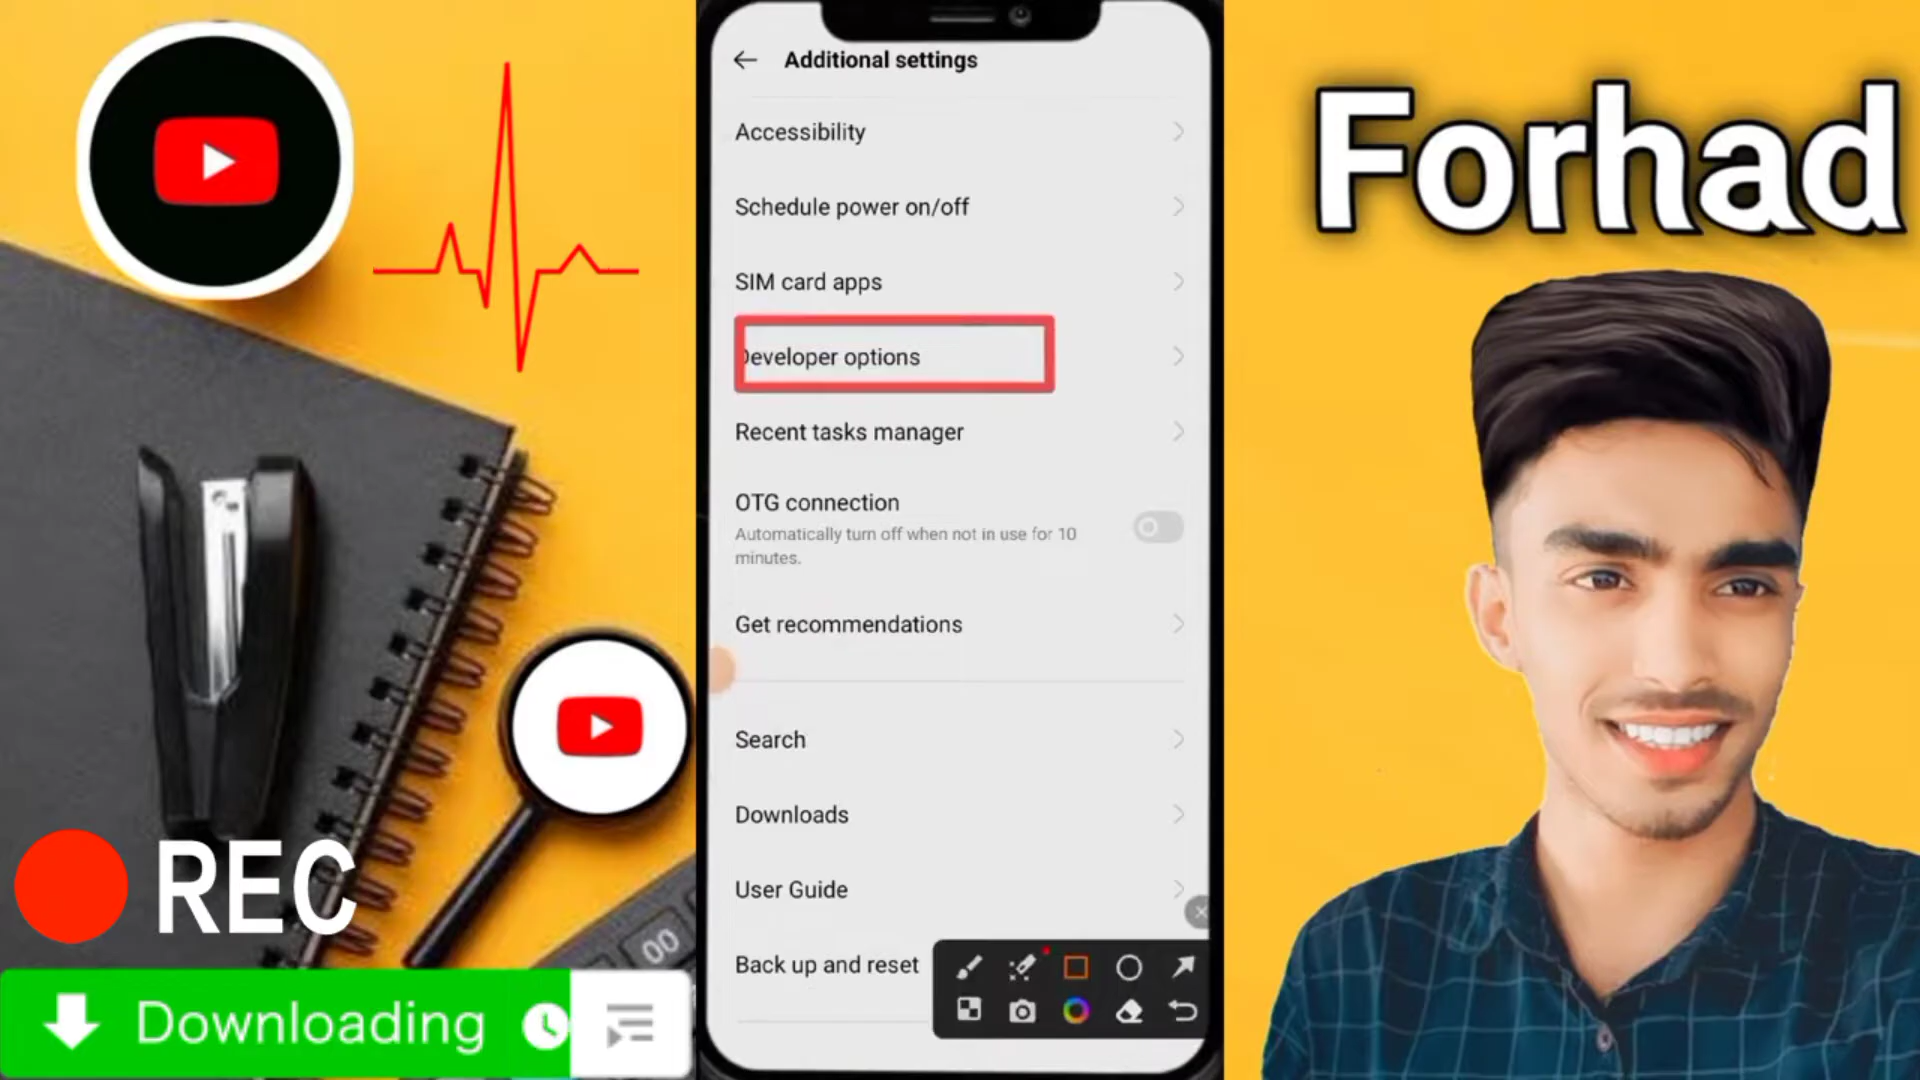 Additional settings
Accessibility
Schedule power on/off
SIM card apps
Developer options
Recent tasks manager
OTG connection
Automatically turn off when not in use for 10
minutes.
Get recommendations
Search
Downloads
User Guide
Back up and reset
Forhad
REC
Downloading
00